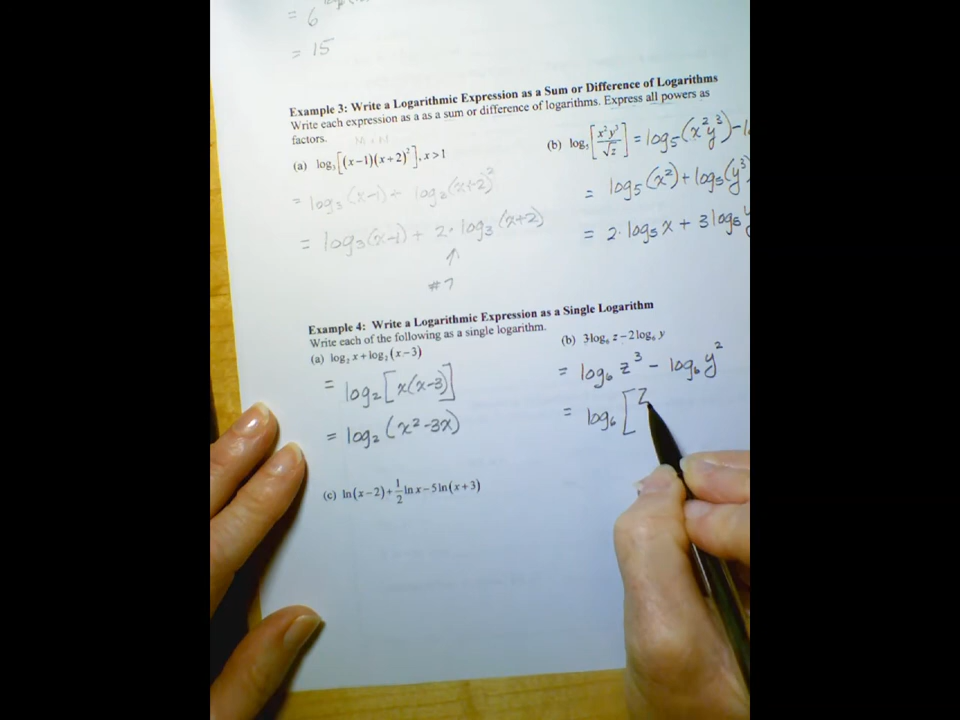 = 6
= 15
Example 3: Write a Logarithmic Expression as a Sum or Difference of Logarithms
Write each expression as a as a sum or difference of logarithms. Express all powers as
factors.
(a) log₃[(x−1)(x+2)²], x>1
= log₃(x−1) + log₃(x+2)²
= log₃(x−1) + 2·log₃(x+2)
↑
#7
(b) log₅[x²y³/√z] = log₅(x²y³) −
= log₅(x²) + log₅(y³)
= 2·log₅x + 3log₅y
Example 4: Write a Logarithmic Expression as a Single Logarithm
Write each of the following as a single logarithm.
(a) log₂x + log₂(x−3)
= log₂[x(x−3)]
= log₂(x²−3x)
(b) 3log₆z − 2log₆y
= log₆z³ − log₆y²
= log₆[z
(c) ln(x−2) + 1/2 ln x − 5ln(x+3)